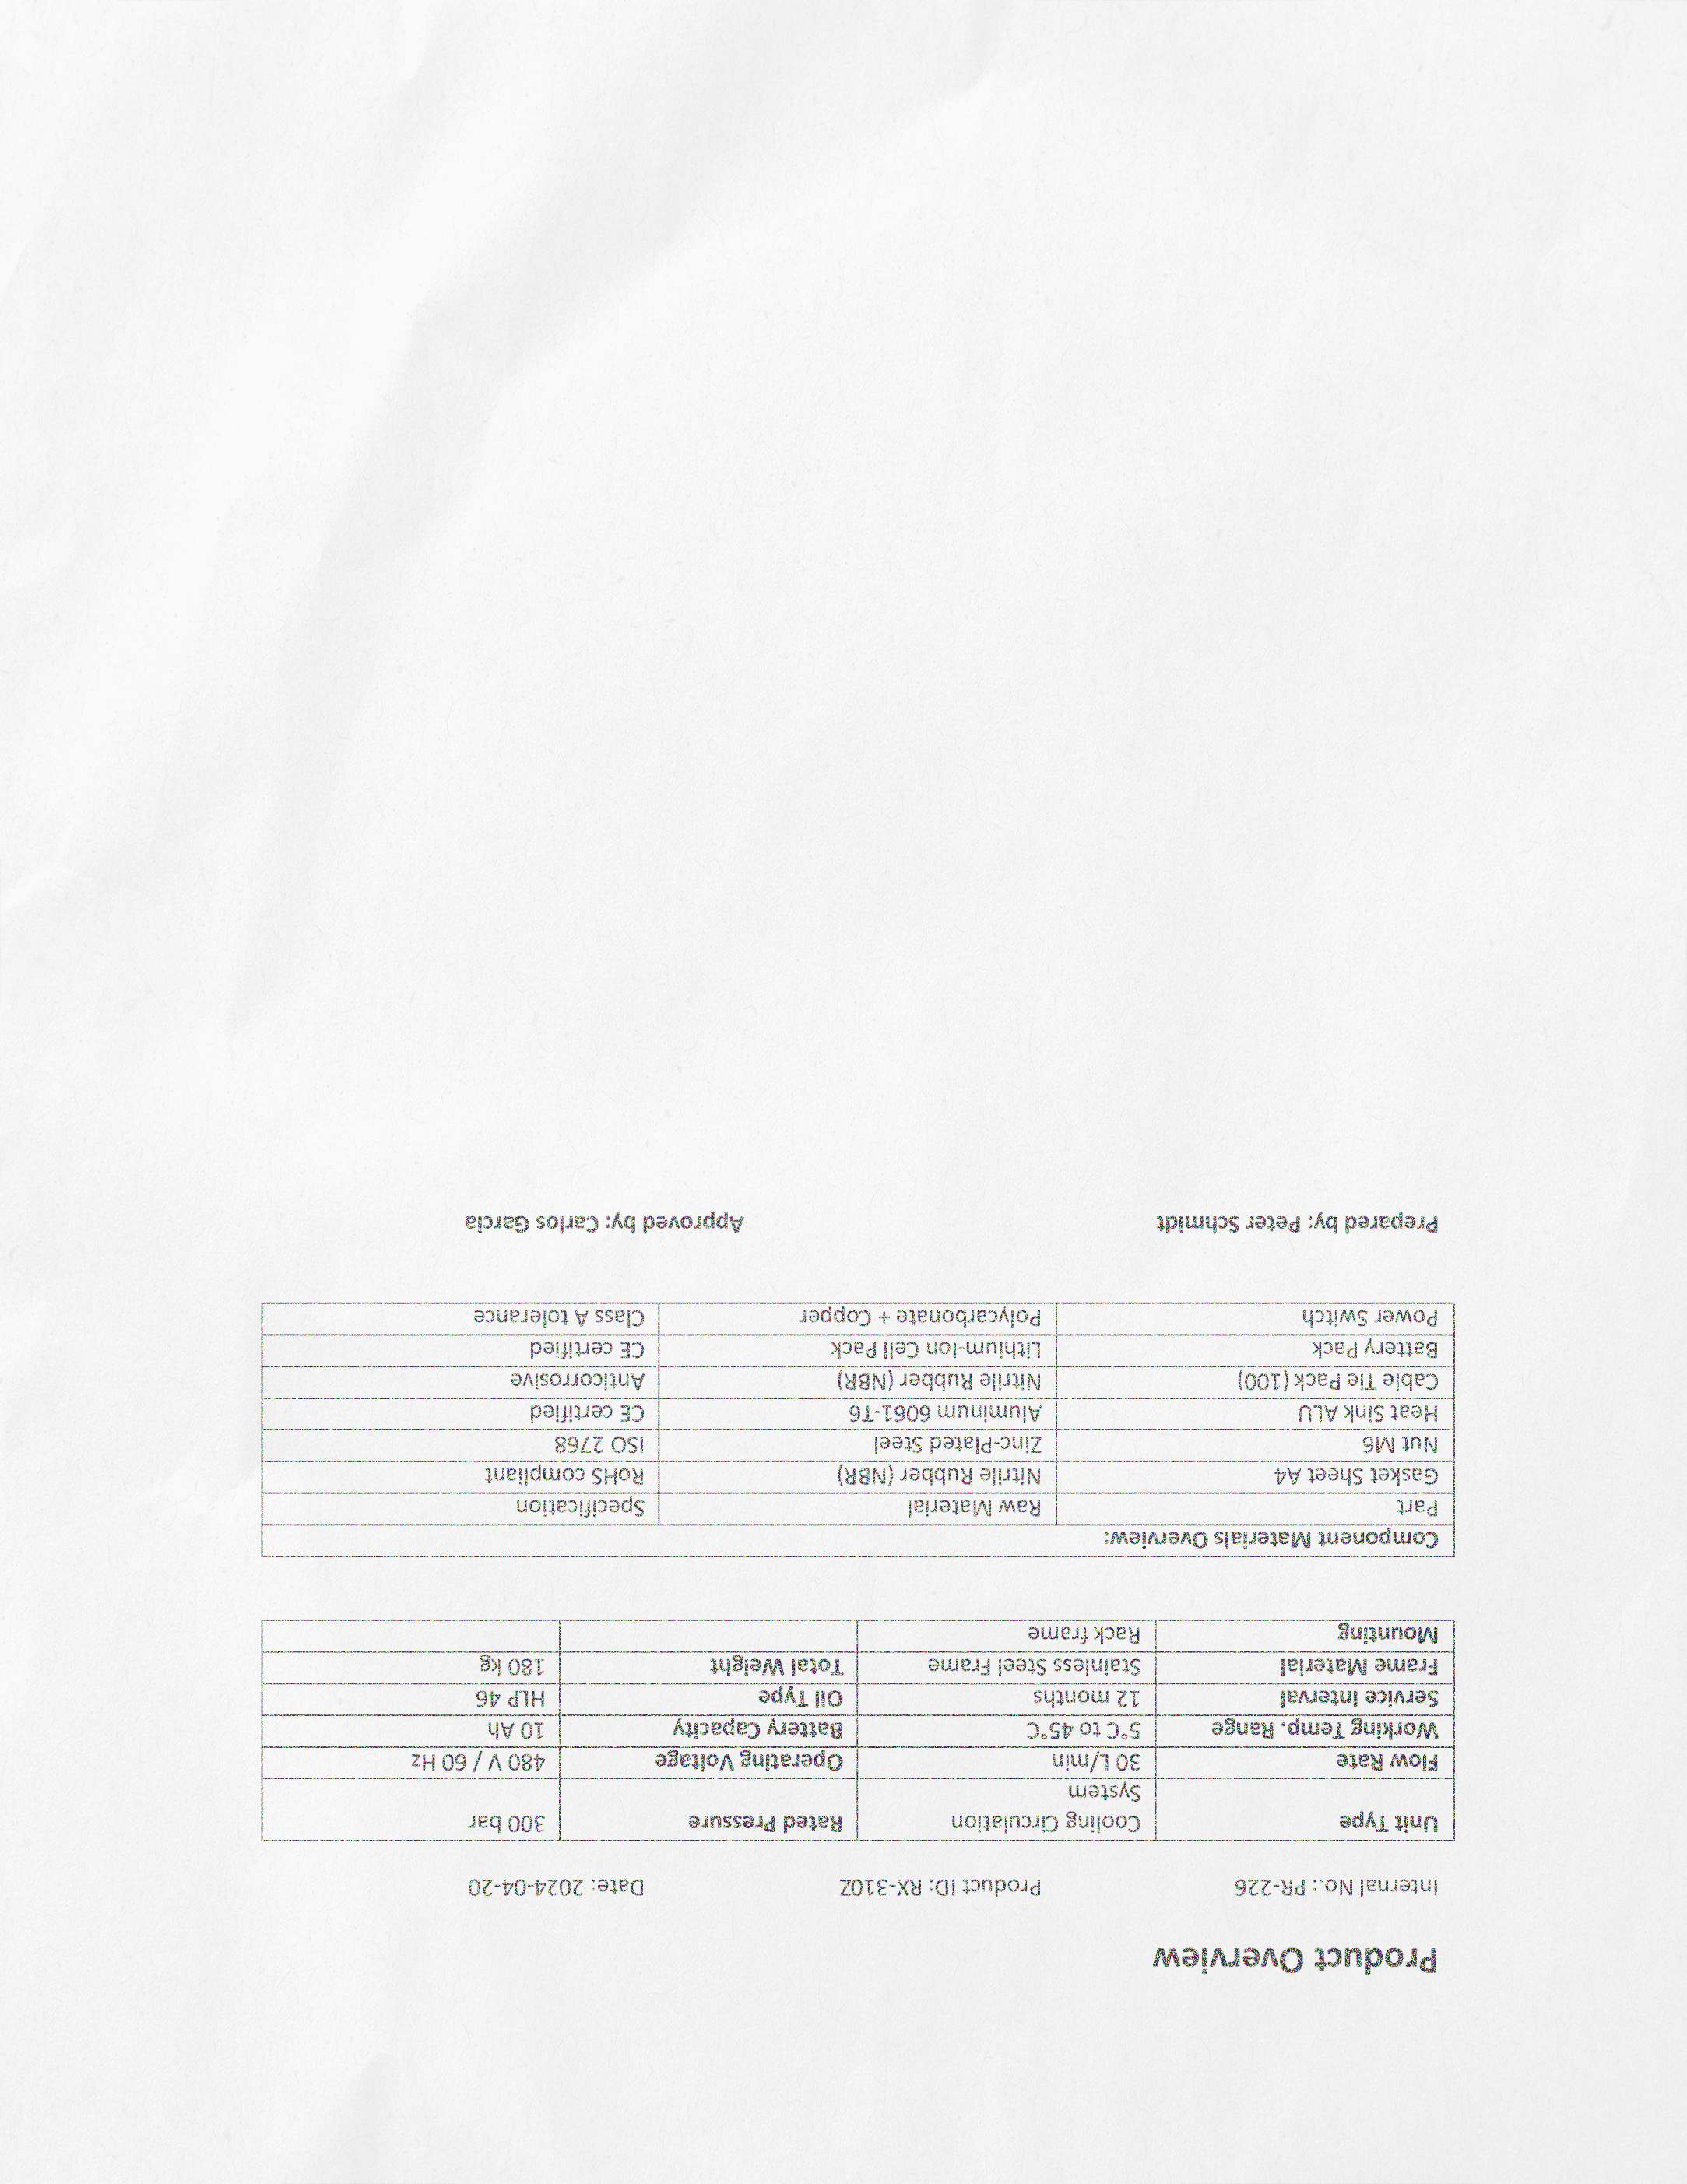 Product Overview
Internal No.: PR-226 Product ID: RX-310Z Date: 2024-04-20
Unit Type Cooling Circulation System Rated Pressure 300 bar
Flow Rate 30 L/min Operating Voltage 480 V / 60 Hz
Working Temp. Range 5°C to 45°C Battery Capacity 10 Ah
Service Interval 12 months Oil Type HLP 46
Frame Material Stainless Steel Frame Total Weight 180 kg
Mounting Rack frame
Component Materials Overview:
Part Raw Material Specification
Gasket Sheet A4 Nitrile Rubber (NBR) RoHS compliant
Nut M6 Zinc-Plated Steel ISO 2768
Heat Sink ALU Aluminum 6061-T6 CE certified
Cable Tie Pack (100) Nitrile Rubber (NBR) Anticorrosive
Battery Pack Lithium-Ion Cell Pack CE certified
Power Switch Polycarbonate + Copper Class A tolerance
Prepared by: Peter Schmidt Approved by: Carlos Garcia